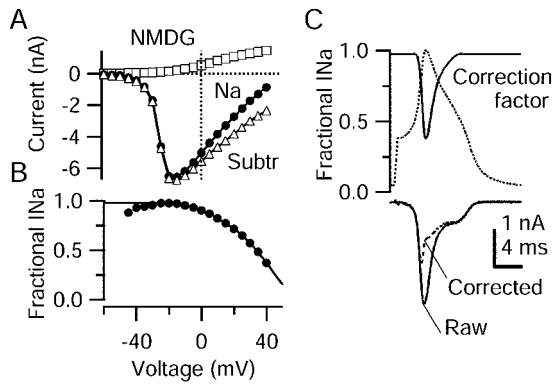 A
NMDG
Current (nA)
0
-2
-4
-6
Na
Subtr
B
Fractional INa
1.0
0.5
0.0
-40
0
40
Voltage (mV)
C
Fractional INa
1.0
0.5
0.0
Correction
factor
1 nA
4 ms
Corrected
Raw